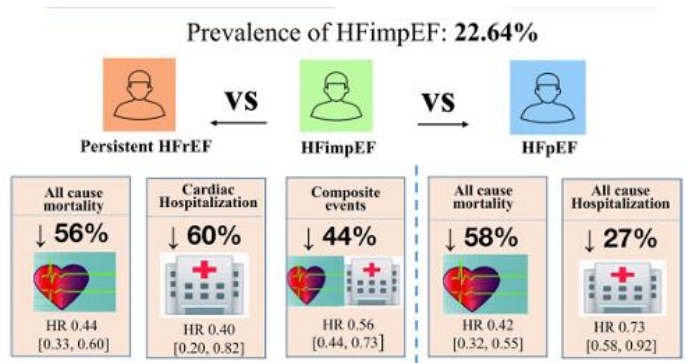 Prevalence of HFimpEF: 22.64%
VS
VS
Persistent HFrEF
HFimpEF
HFpEF
All cause
mortality
↓ 56%
HR 0.44
[0.33, 0.60]
Cardiac
Hospitalization
↓ 60%
HR 0.40
[0.20, 0.82]
Composite
events
↓ 44%
HR 0.56
[0.44, 0.73]
All cause
mortality
↓ 58%
HR 0.42
[0.32, 0.55]
All cause
Hospitalization
↓ 27%
HR 0.73
[0.58, 0.92]